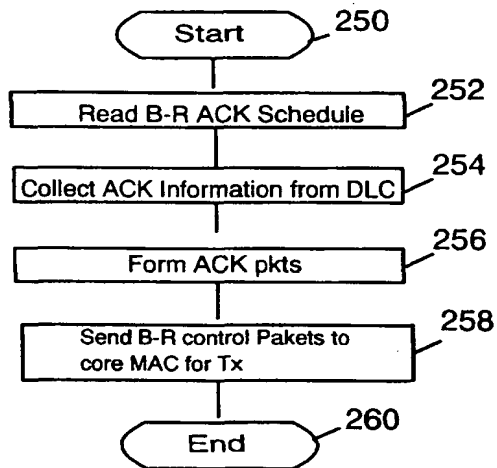 Start 250
Read B-R ACK Schedule 252
Collect ACK Information from DLC 254
Form ACK pkts 256
Send B-R control Pakets to 258
core MAC for Tx
End 260